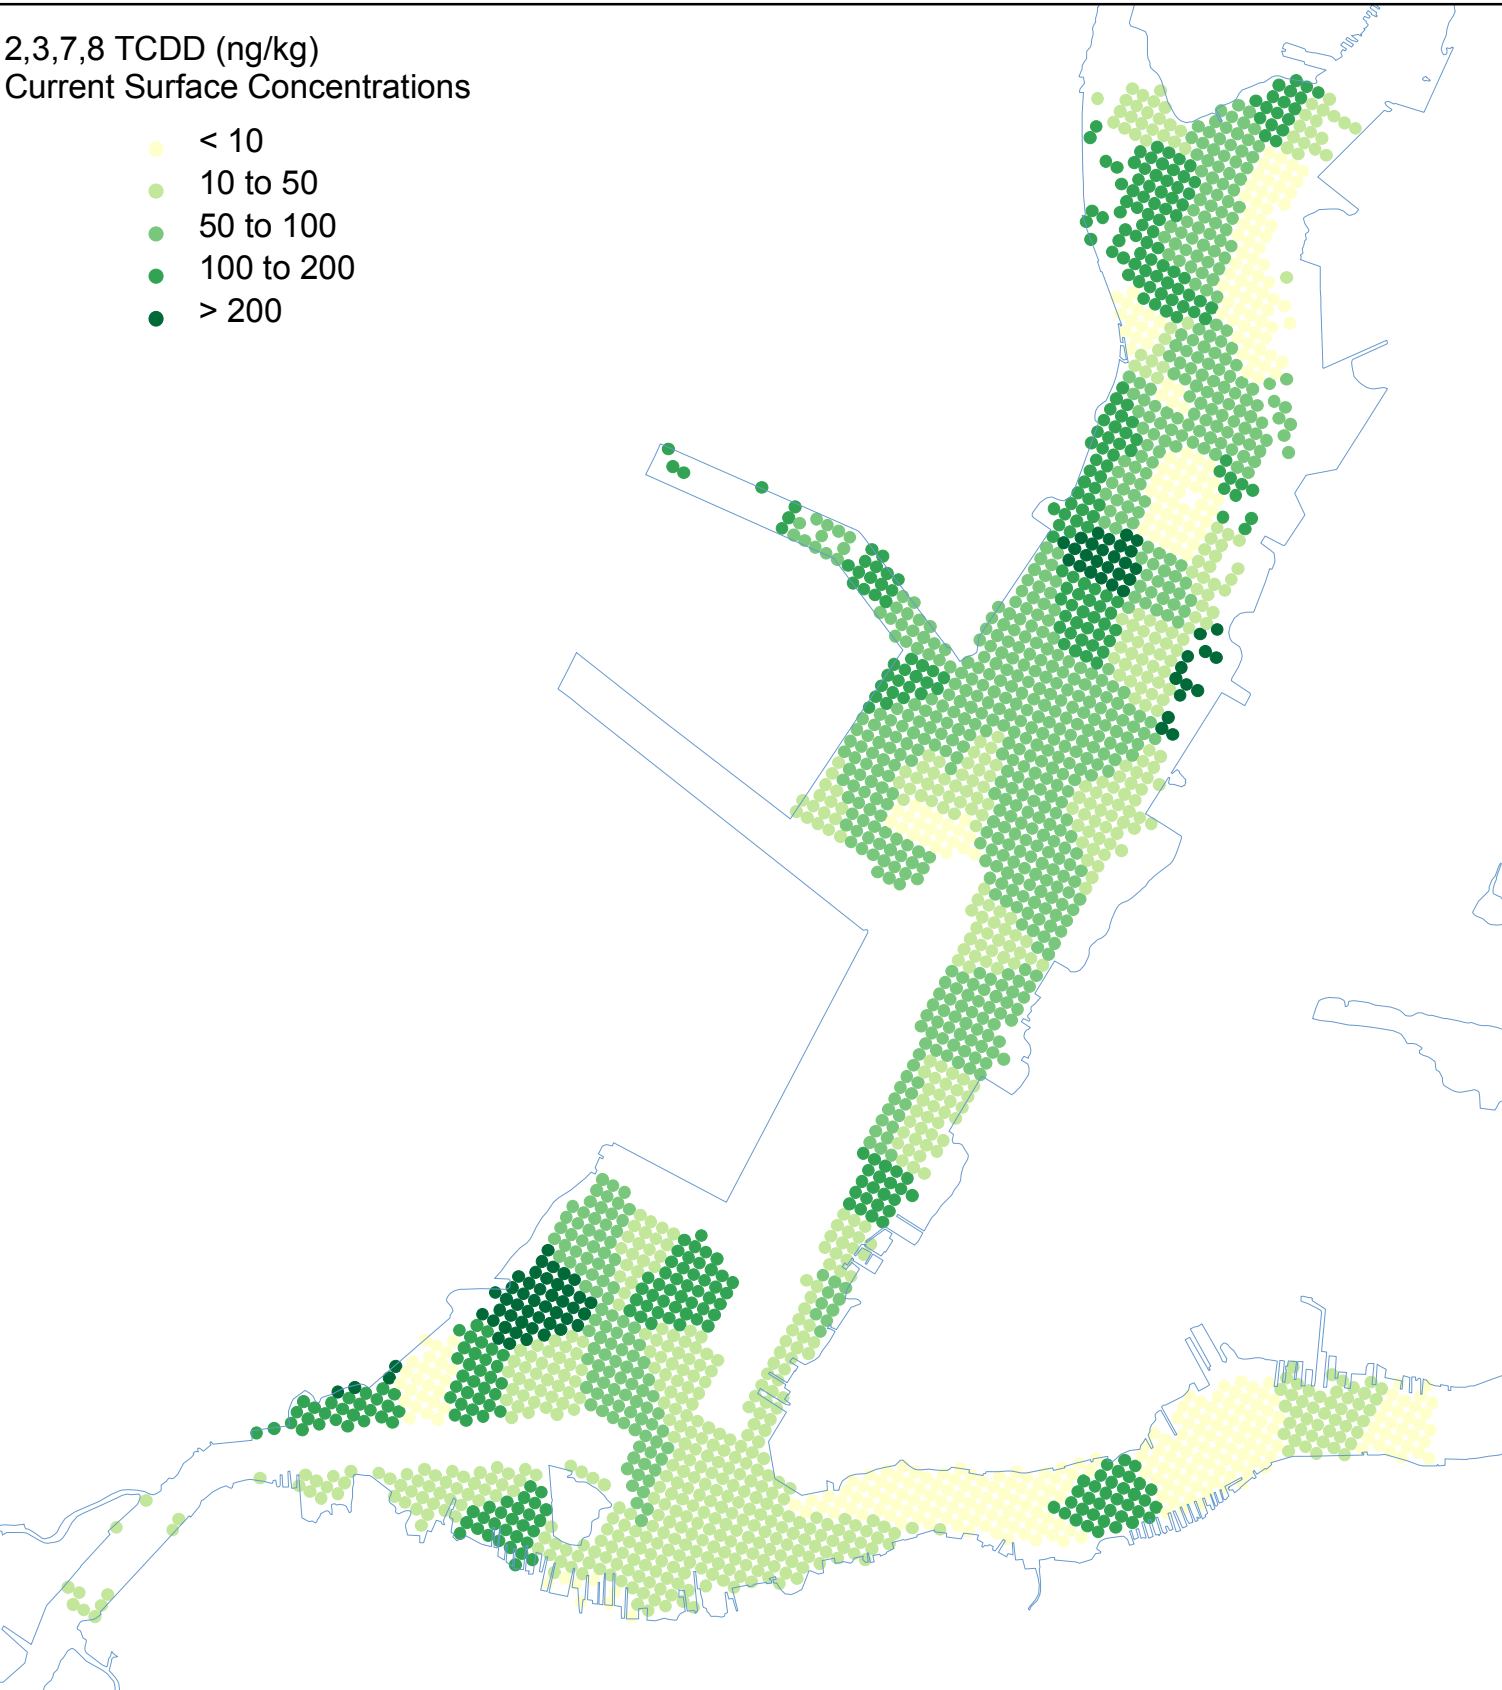 2,3,7,8 TCDD (ng/kg)
Current Surface Concentrations
< 10
10 to 50
50 to 100
100 to 200
> 200